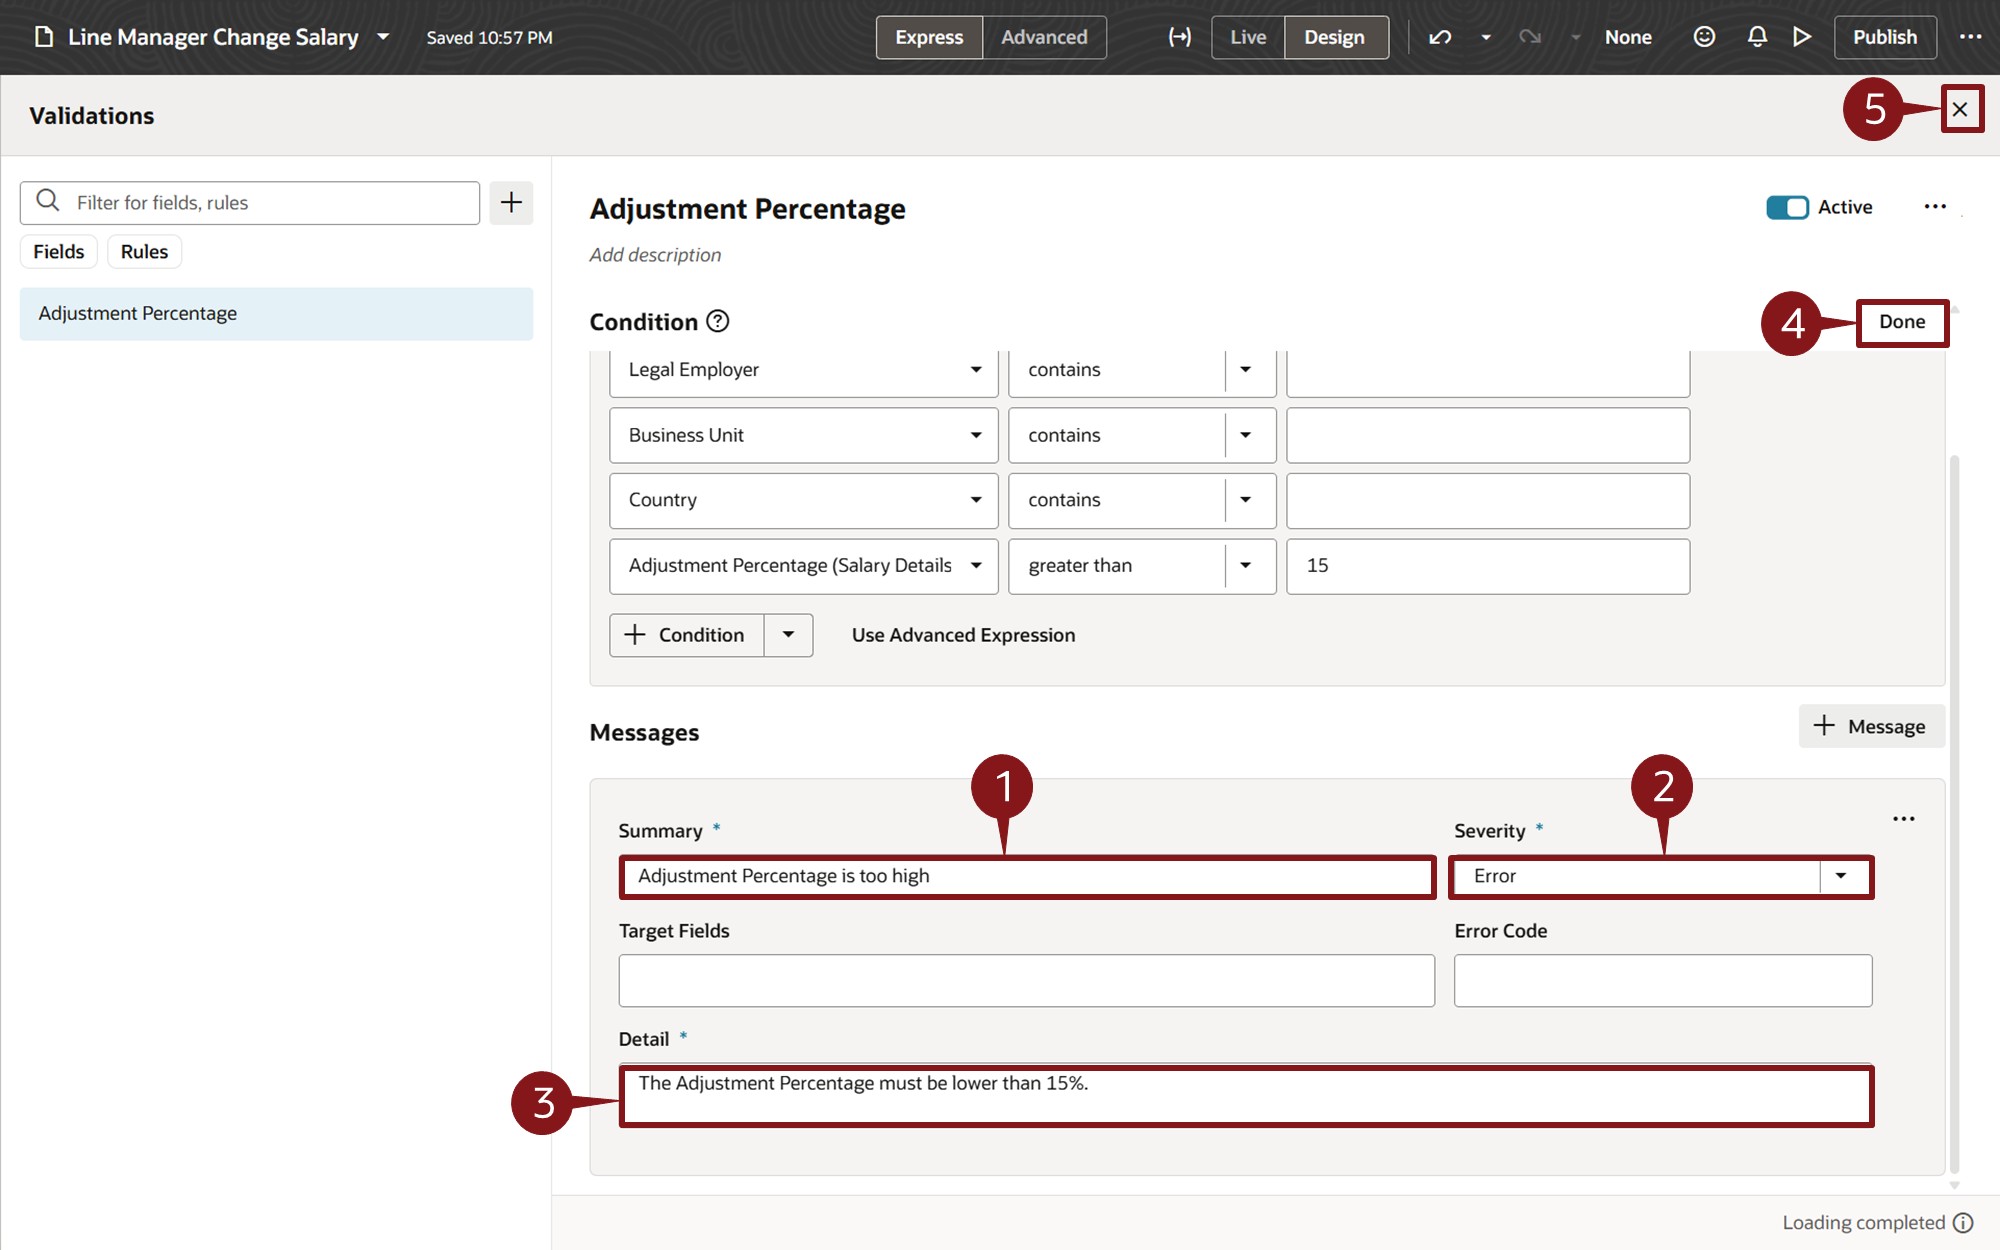 Line Manager Change Salary Saved 10:57 PM Express Advanced Live Design None Publish
Validations 5
Filter for fields, rules
Fields Rules
Adjustment Percentage
Adjustment Percentage Active
Add description
Condition 4 Done
Legal Employer contains
Business Unit contains
Country contains
Adjustment Percentage (Salary Details greater than 15
Condition Use Advanced Expression
Messages Message
1 2
Summary * Severity *
Adjustment Percentage is too high Error
Target Fields Error Code
Detail *
3 The Adjustment Percentage must be lower than 15%.
Loading completed